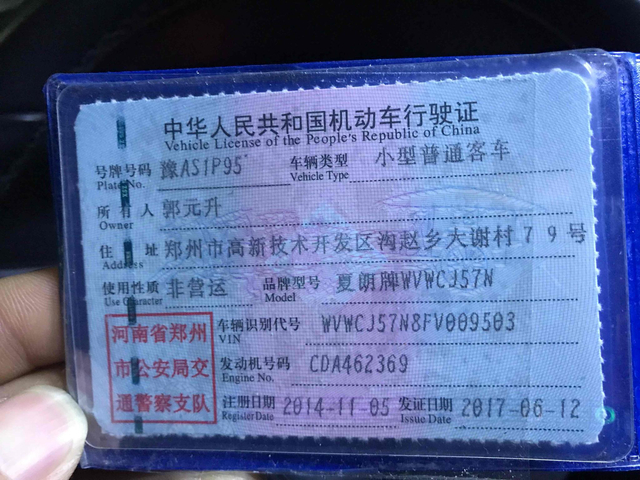 中华人民共和国机动车行驶证
Vehicle License of the People's Republic of China
号牌号码 豫AS1P95 车辆类型 小型普通客车
Plate No. Vehicle Type
所有人 郭元升
Owner
住址 郑州市高新技术开发区沟赵乡大谢村79号
Address
使用性质 非营运 品牌型号 夏朗牌WVWCJ57N
Use Character Model
河南省郑州
市公安局交
通警察支队
车辆识别代号 WVWCJ57N8FV009503
VIN
发动机号码 CDA462369
Engine No.
注册日期 2014-11-05 发证日期 2017-06-12
Register Date Issue Date